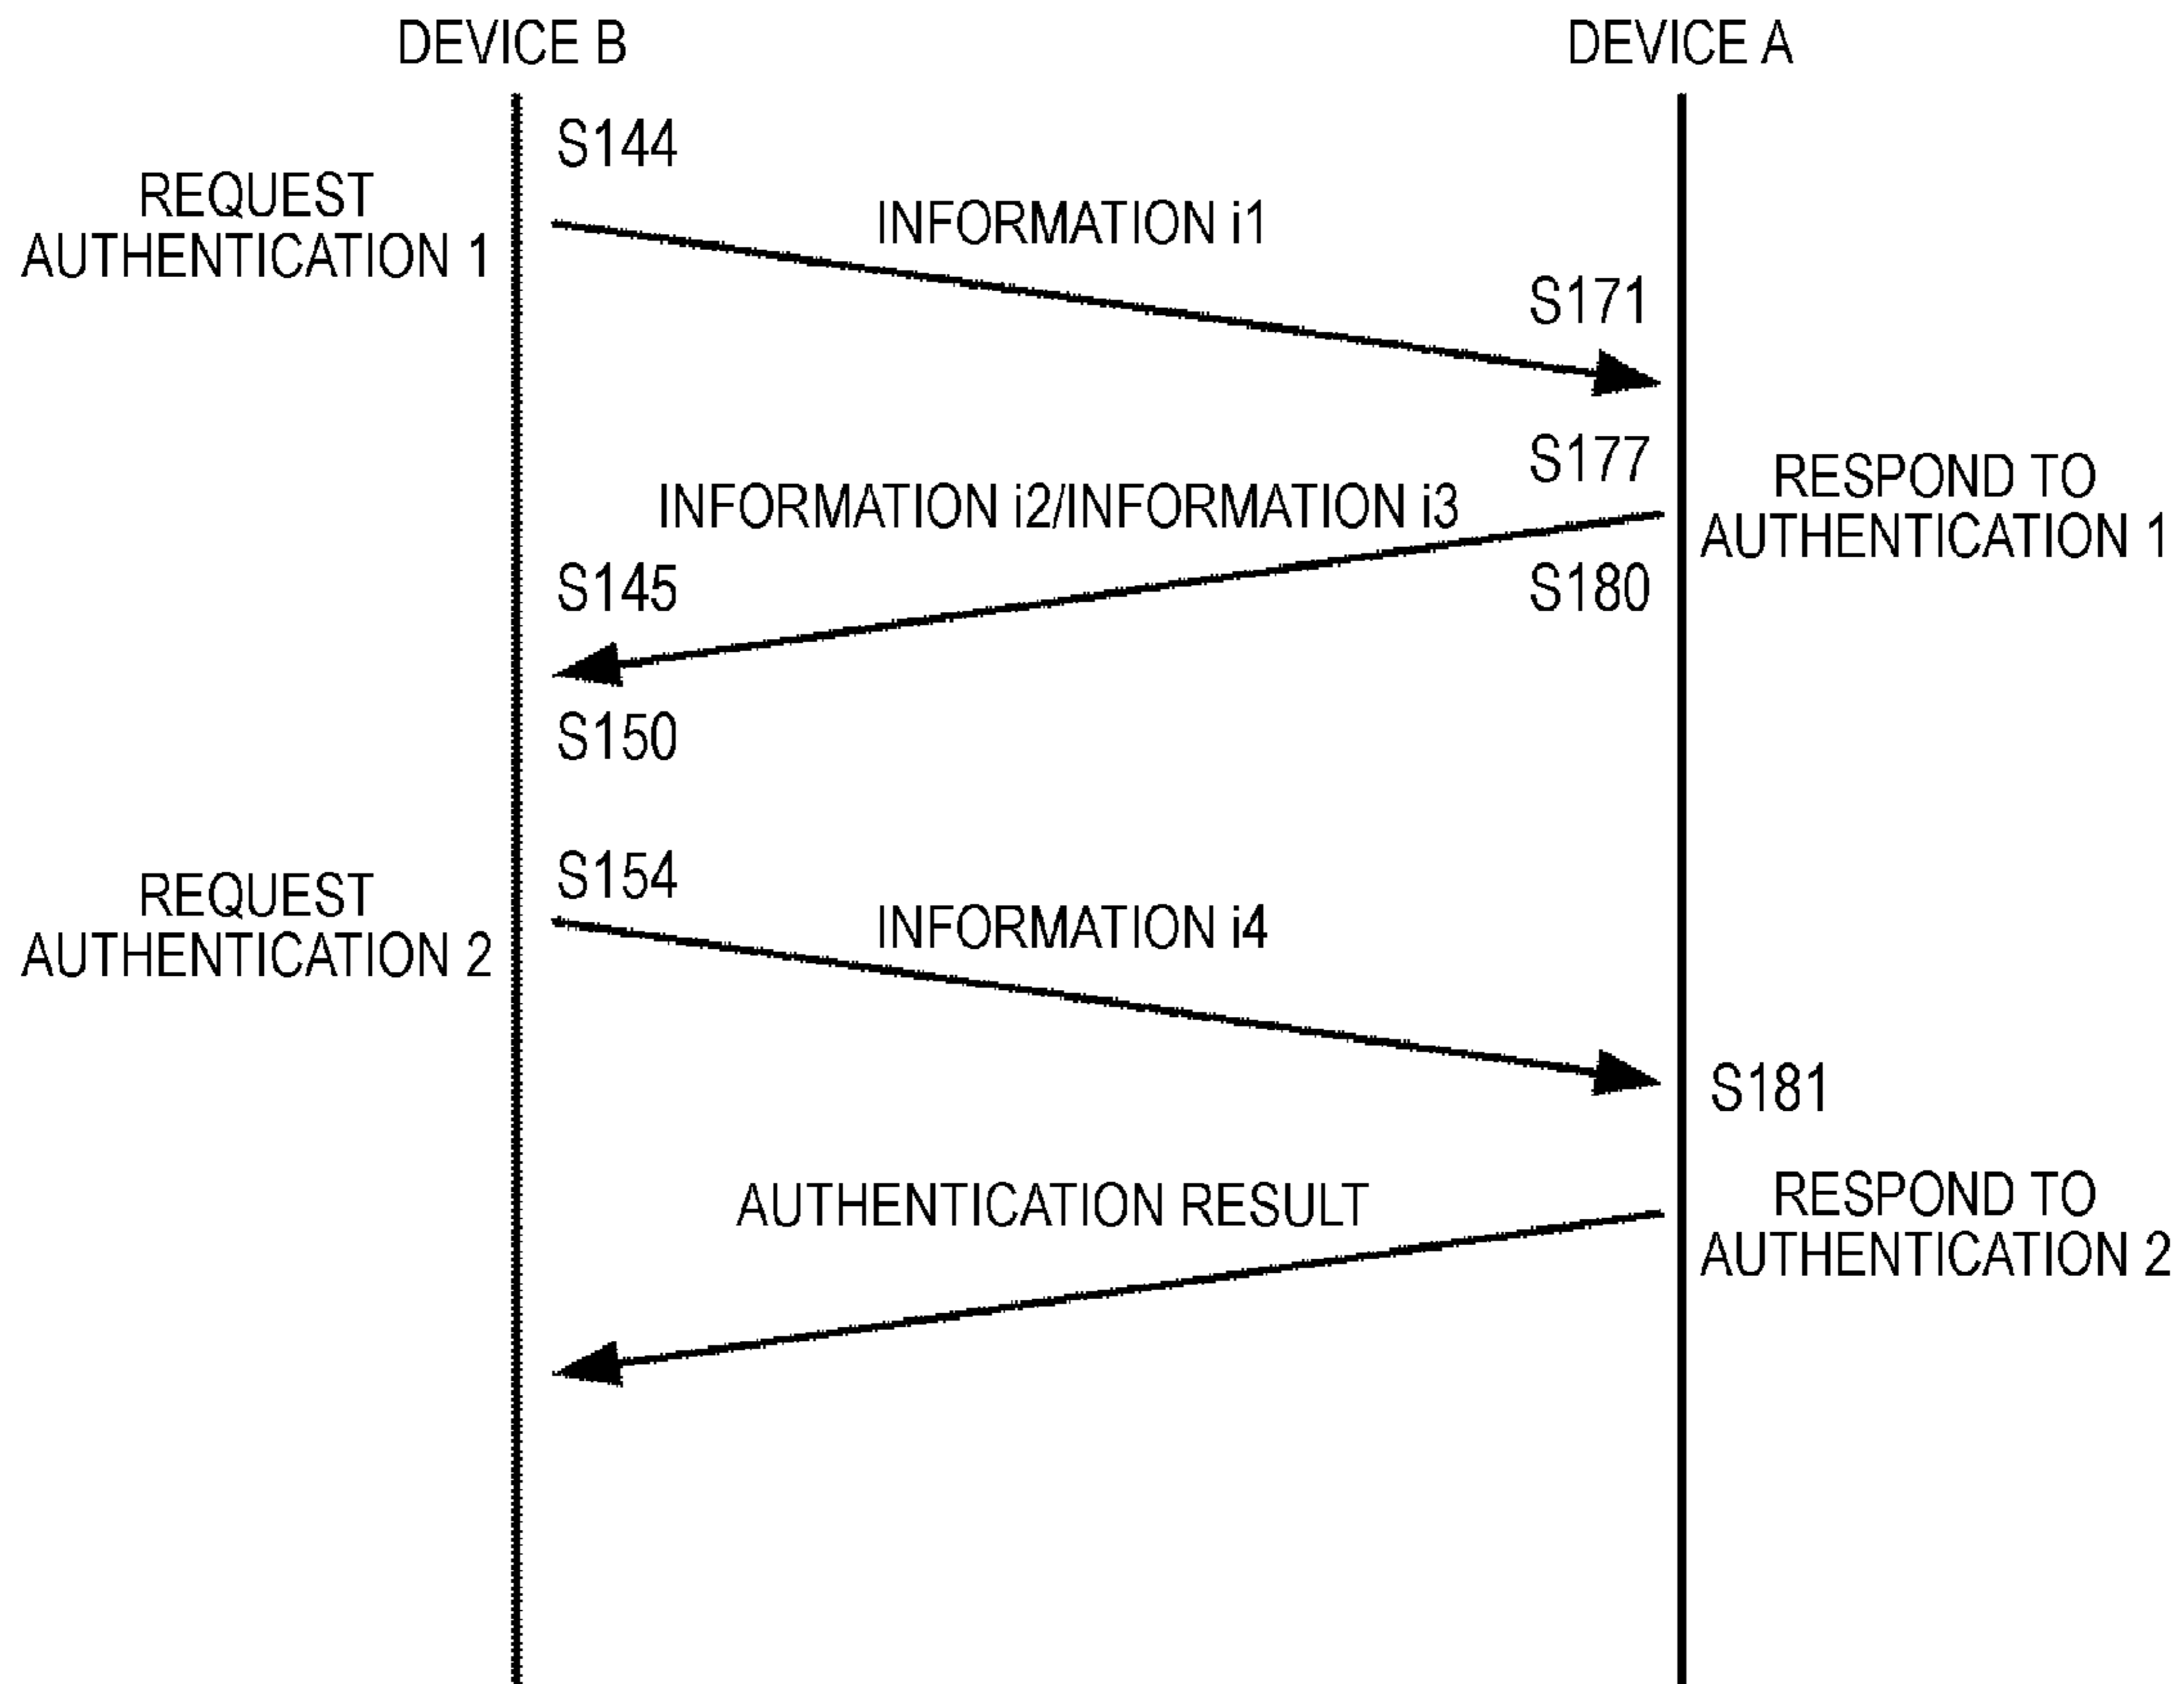 DEVICE B
DEVICE A
S144
REQUEST
AUTHENTICATION 1
INFORMATION i1
S171
S177
RESPOND TO
AUTHENTICATION 1
INFORMATION i2/INFORMATION i3
S145
S180
S150
S154
REQUEST
AUTHENTICATION 2
INFORMATION i4
S181
AUTHENTICATION RESULT
RESPOND TO
AUTHENTICATION 2